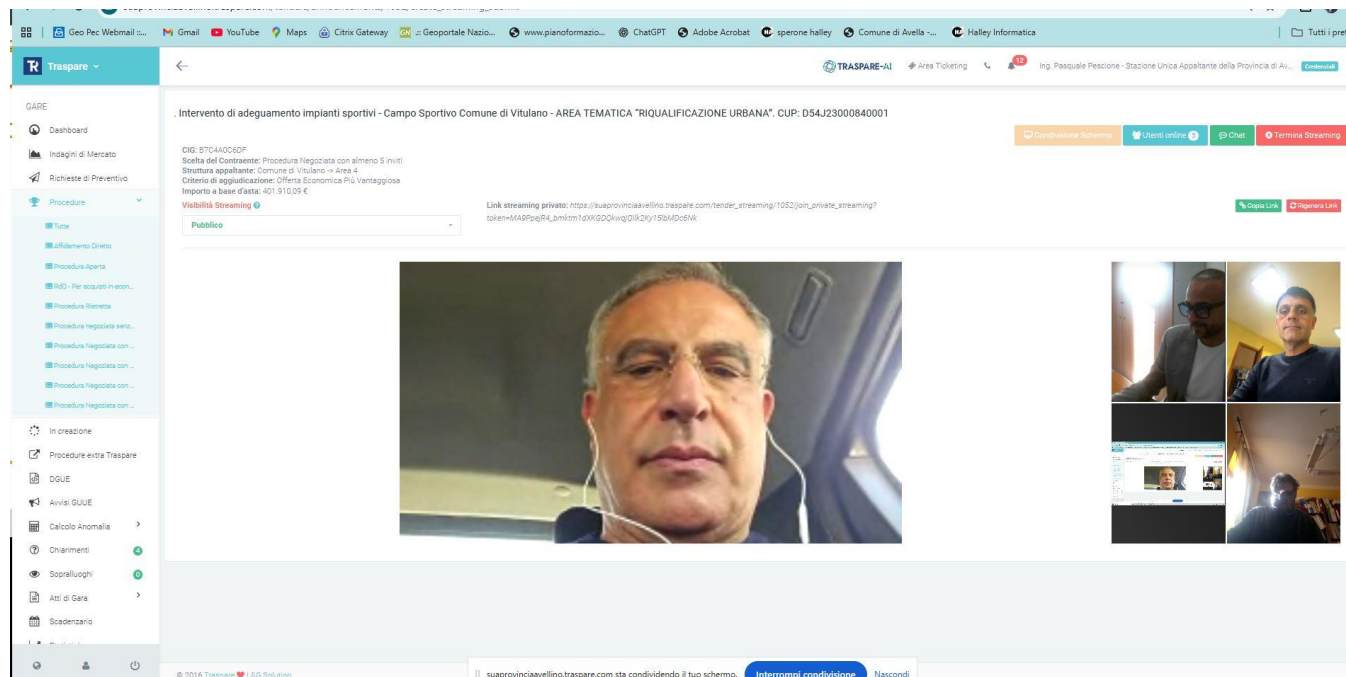 Geo Pec Webmail ::...
Gmail
YouTube
Maps
Citrix Gateway
.:: Geoportale Nazio...
www.pianoformazio...
ChatGPT
Adobe Acrobat
sperone halley
Comune di Avella -...
Halley Informatica
Tutti i pref
Traspare
TRASPARE-AI
Area Ticketing
12
Ing. Pasquale Pescione - Stazione Unica Appaltante della Provincia di Av...
Credenziali
GARE
Dashboard
Indagini di Mercato
Richieste di Preventivo
Procedure
Tutte
Affidamento Diretto
Procedura Aperta
RdO - Per acquisti in econ...
Procedura Ristretta
Procedura negoziata senz...
Procedura Negoziata con ...
Procedura Negoziata con ...
Procedura Negoziata con ...
Procedura Negoziata con ...
In creazione
Procedure extra Traspare
DGUE
Avvisi GUUE
Calcolo Anomalia
Chiarimenti 4
Sopralluoghi 0
Atti di Gara
Scadenzario
. Intervento di adeguamento impianti sportivi - Campo Sportivo Comune di Vitulano - AREA TEMATICA “RIQUALIFICAZIONE URBANA”. CUP: D54J23000840001
Condivisione Schermo
Utenti online 5
Chat
Termina Streaming
CIG: B7C4A0C6DF
Scelta del Contraente: Procedura Negoziata con almeno 5 inviti
Struttura appaltante: Comune di Vitulano -> Area 4
Criterio di aggiudicazione: Offerta Economica Più Vantaggiosa
Importo a base d'asta: 401.910,09 €
Visibilità Streaming
Pubblico
Link streaming privato: https://suaprovinciaavellino.traspare.com/tender_streaming/1052/join_private_streaming?
Copia Link
Rigenera Link
© 2016 Traspare | AG Solution
suaprovinciaavellino.traspare.com sta condividendo il tuo schermo.
Interrompi condivisione
Nascondi